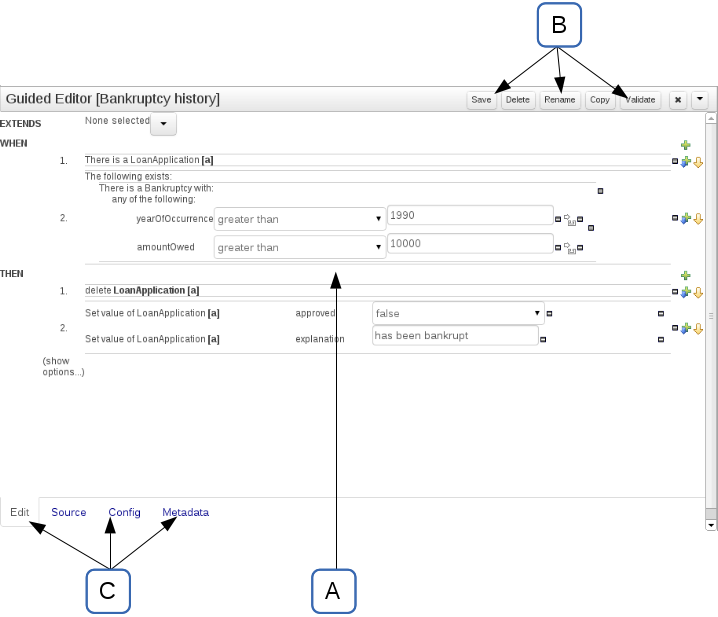 B
Guided Editor [Bankruptcy history]
Save Delete Rename Copy Validate
EXTENDS None selected
WHEN
1. There is a LoanApplication [a]
The following exists:
There is a Bankruptcy with:
any of the following:
2. yearOfOccurrence greater than 1990
amountOwed greater than 10000
THEN
1. delete LoanApplication [a]
Set value of LoanApplication [a] approved false
2.
Set value of LoanApplication [a] explanation has been bankrupt
(show
options...)
Edit Source Config Metadata
C A